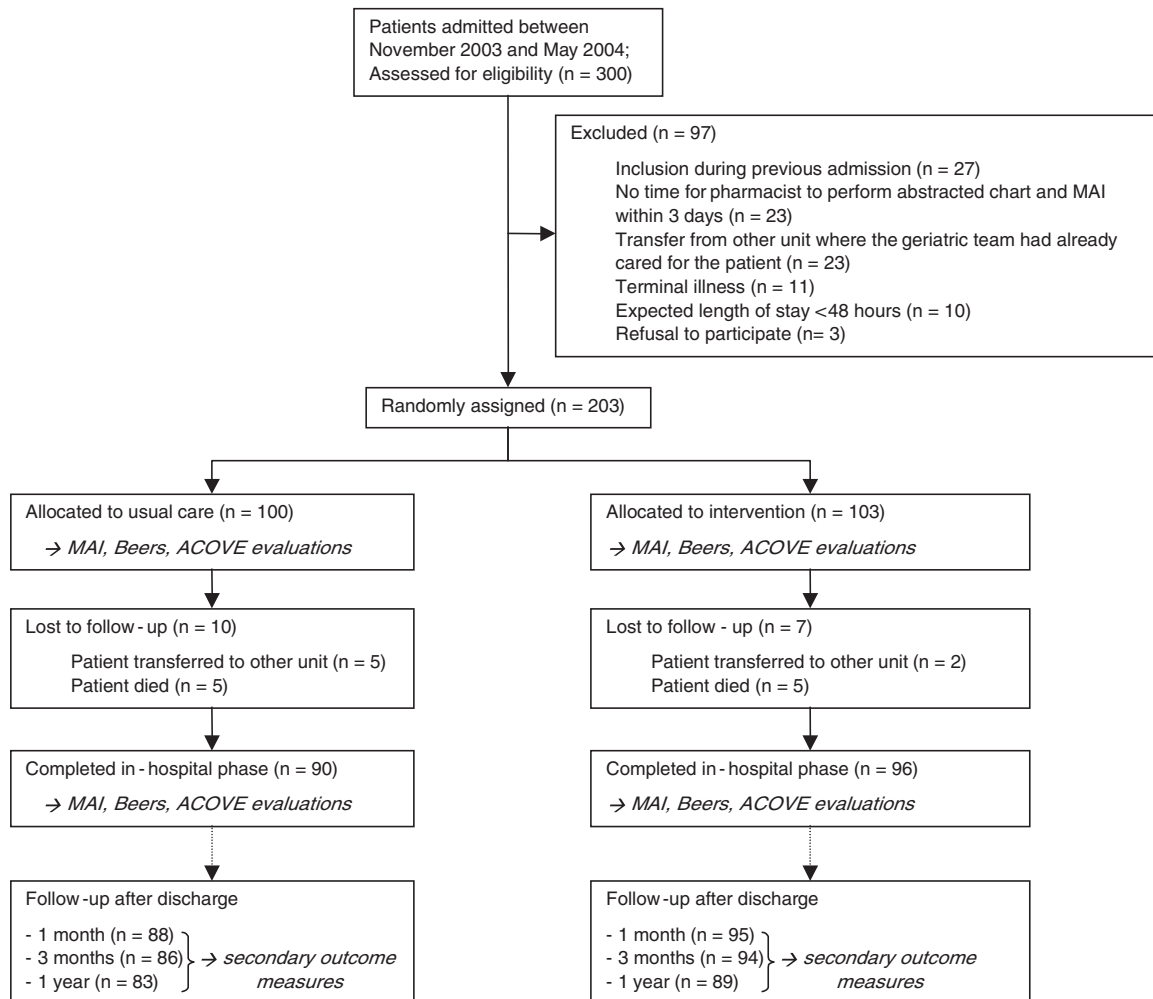 Patients admitted between
November 2003 and May 2004;
Assessed for eligibility (n = 300)
Excluded (n = 97)
Inclusion during previous admission (n = 27)
No time for pharmacist to perform abstracted chart and MAI
within 3 days (n = 23)
Transfer from other unit where the geriatric team had already
cared for the patient (n = 23)
Terminal illness (n = 11)
Expected length of stay <48 hours (n = 10)
Refusal to participate (n= 3)
Randomly assigned (n = 203)
Allocated to usual care (n = 100)
→ MAI, Beers, ACOVE evaluations
Lost to follow-up (n = 10)
Patient transferred to other unit (n = 5)
Patient died (n = 5)
Completed in-hospital phase (n = 90)
→ MAI, Beers, ACOVE evaluations
Follow-up after discharge
- 1 month (n = 88)
- 3 months (n = 86) → secondary outcome
- 1 year (n = 83) measures
Allocated to intervention (n = 103)
→ MAI, Beers, ACOVE evaluations
Lost to follow - up (n = 7)
Patient transferred to other unit (n = 2)
Patient died (n = 5)
Completed in-hospital phase (n = 96)
→ MAI, Beers, ACOVE evaluations
Follow-up after discharge
- 1 month (n = 95)
- 3 months (n = 94) → secondary outcome
- 1 year (n = 89) measures